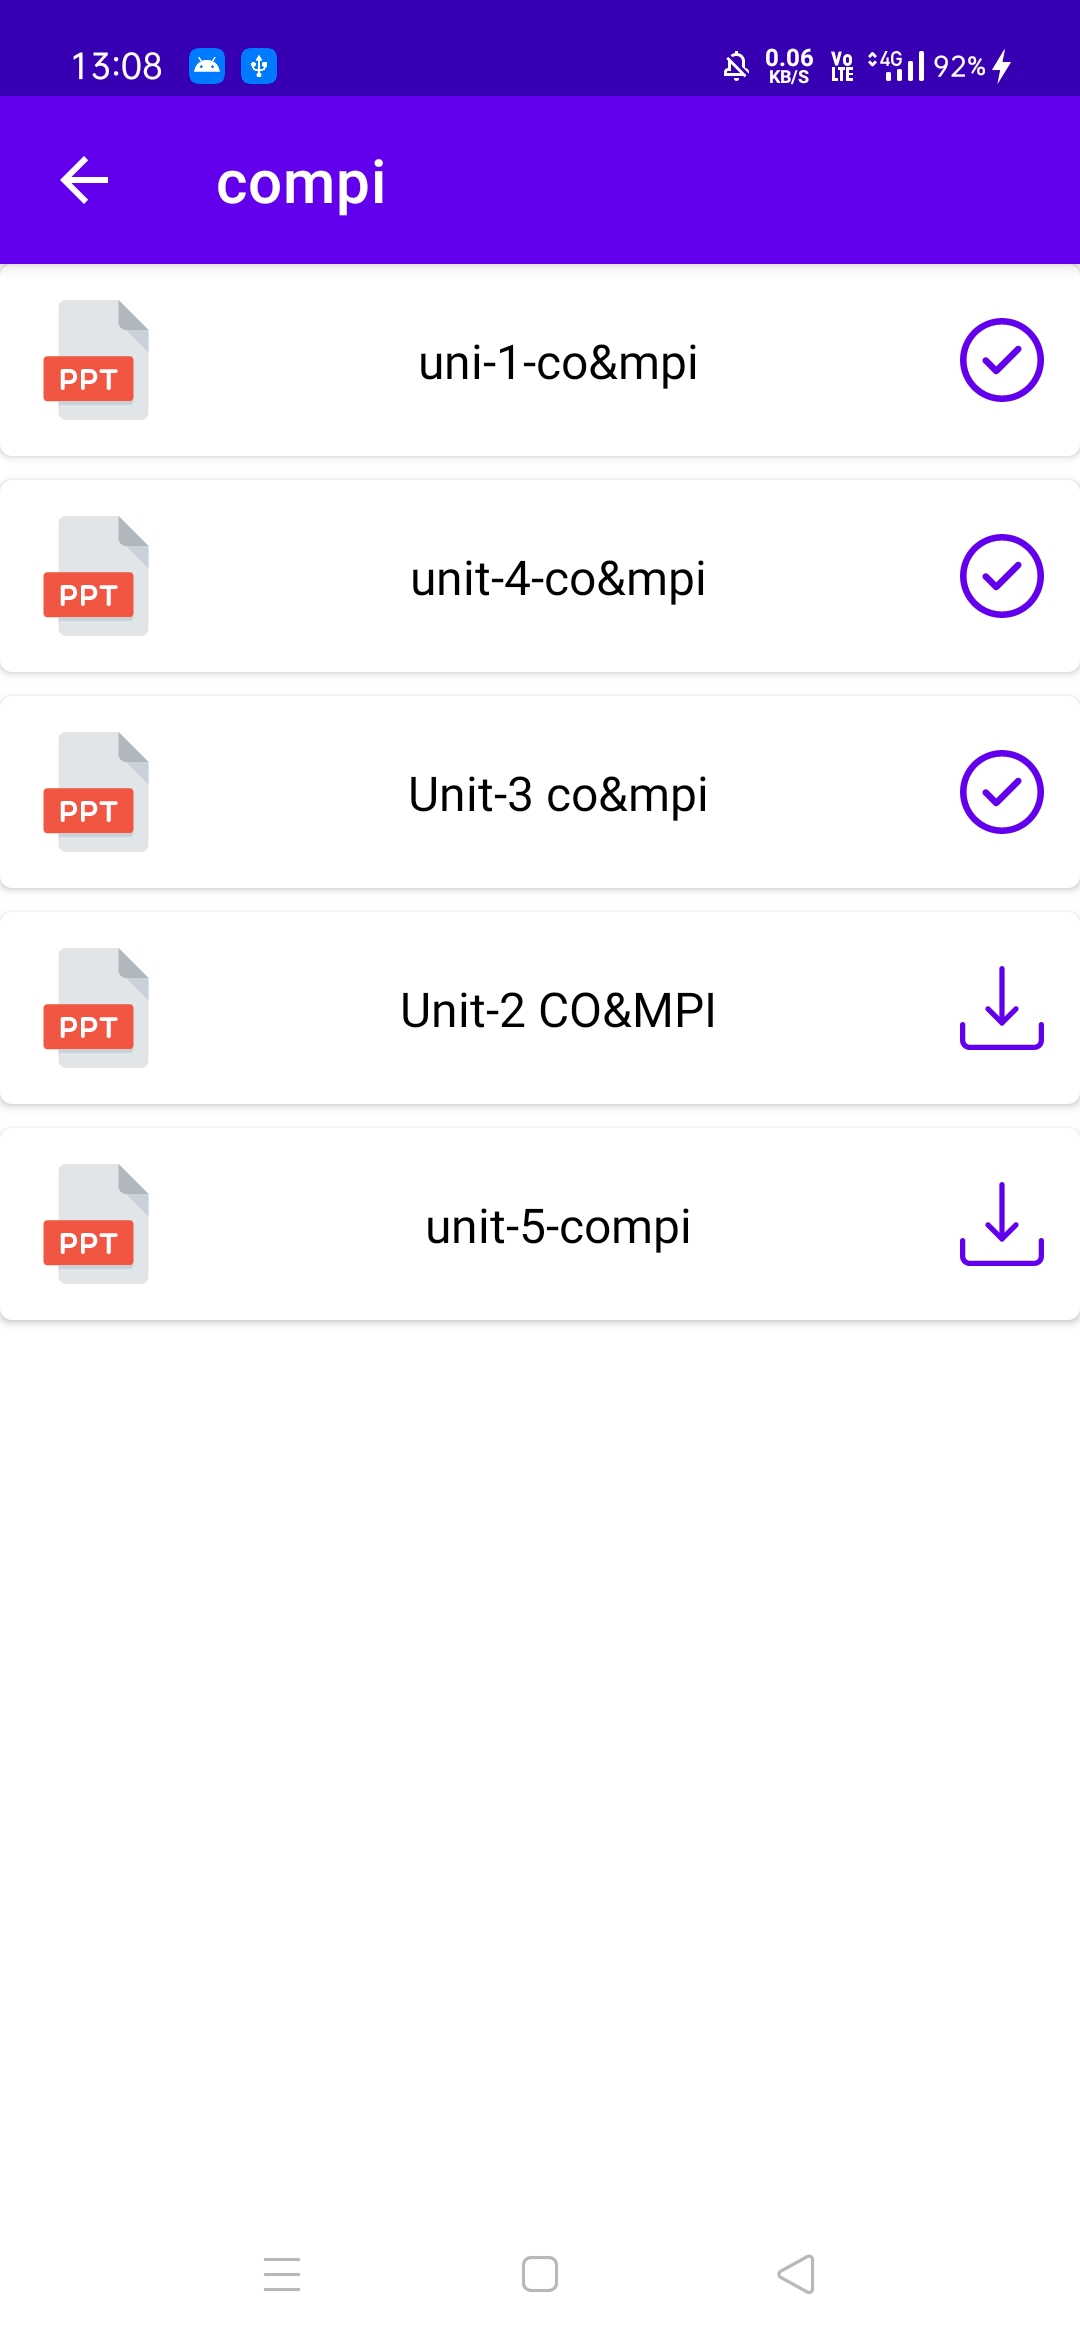 13:08 0.06 KB/S Vo LTE 4G 92%
compi
PPT uni-1-co&mpi
PPT unit-4-co&mpi
PPT Unit-3 co&mpi
PPT Unit-2 CO&MPI
PPT unit-5-compi